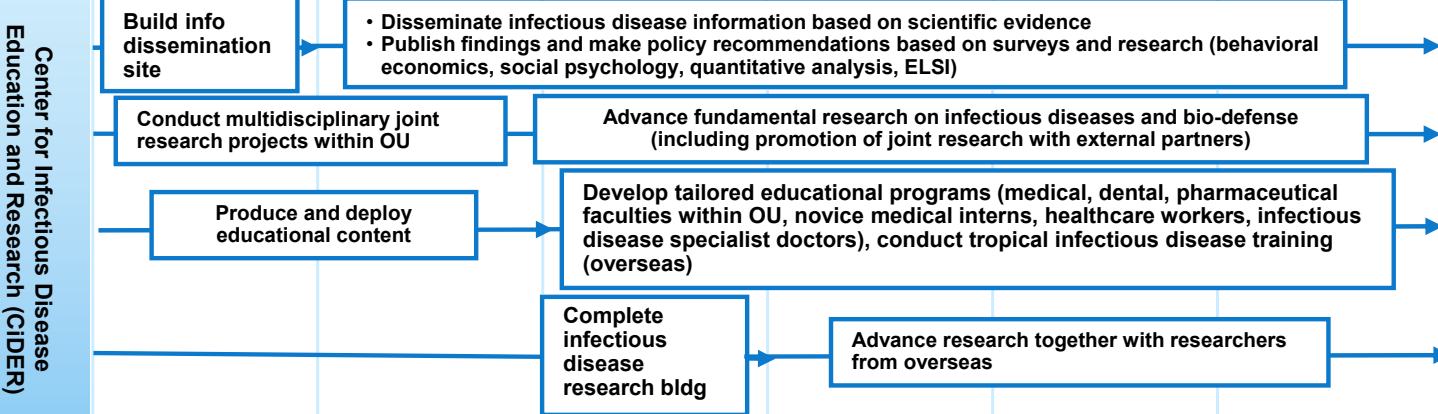 Center for Infectious Disease
Education and Research (CiDER)
Build info
dissemination
site
• Disseminate infectious disease information based on scientific evidence
• Publish findings and make policy recommendations based on surveys and research (behavioral
economics, social psychology, quantitative analysis, ELSI)
Conduct multidisciplinary joint
research projects within OU
Advance fundamental research on infectious diseases and bio-defense
(including promotion of joint research with external partners)
Produce and deploy
educational content
Develop tailored educational programs (medical, dental, pharmaceutical
faculties within OU, novice medical interns, healthcare workers, infectious
disease specialist doctors), conduct tropical infectious disease training
(overseas)
Complete
infectious
disease
research bldg
Advance research together with researchers
from overseas